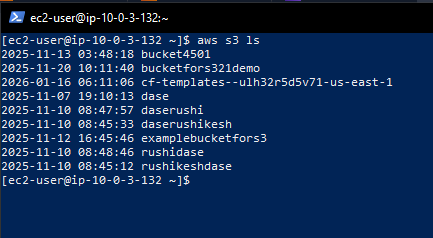 ec2-user@ip-10-0-3-132:~
[ec2-user@ip-10-0-3-132 ~]$ aws s3 ls
2025-11-13 03:48:18 bucket4501
2025-11-20 16:11:40 bucketfors321demo
2026-01-16 06:11:06 cf-templates--ulh32r5d5v71-us-east-1
2025-11-07 19:10:13 dase
2025-11-10 08:47:57 daserushi
2025-11-10 08:45:33 daserushikesh
2025-11-12 16:45:46 examplebucketfors3
2025-11-10 08:48:46 rushidase
2025-11-10 08:45:12 rushikeshdase
[ec2-user@ip-10-0-3-132 ~]$